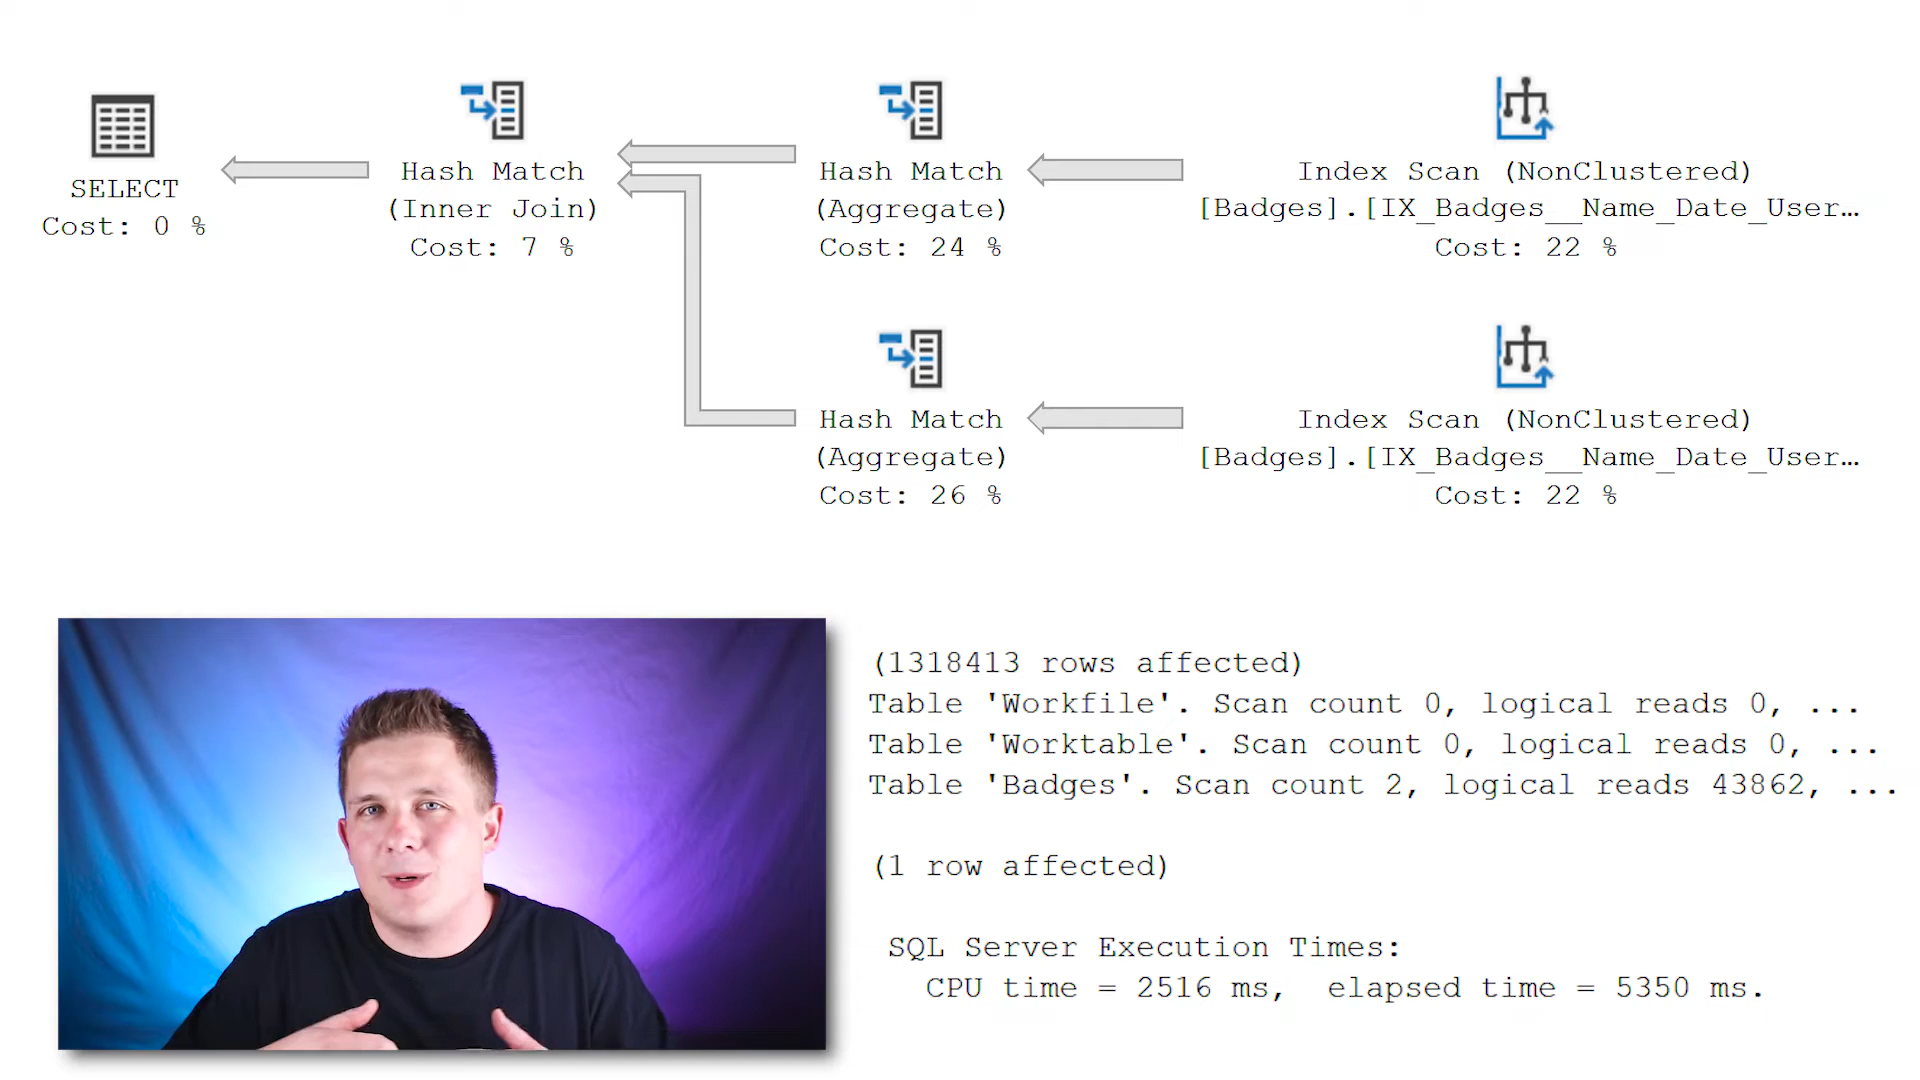 SELECT
Cost: 0 %
Hash Match
(Inner Join)
Cost: 7 %
Hash Match
(Aggregate)
Cost: 24 %
Index Scan (NonClustered)
[Badges].[IX_Badges__Name_Date_User…
Cost: 22 %
Hash Match
(Aggregate)
Cost: 26 %
Index Scan (NonClustered)
[Badges].[IX_Badges__Name_Date_User…
Cost: 22 %
(1318413 rows affected)
Table 'Workfile'. Scan count 0, logical reads 0, ...
Table 'Worktable'. Scan count 0, logical reads 0, ...
Table 'Badges'. Scan count 2, logical reads 43862, ...
(1 row affected)
SQL Server Execution Times:
CPU time = 2516 ms,  elapsed time = 5350 ms.